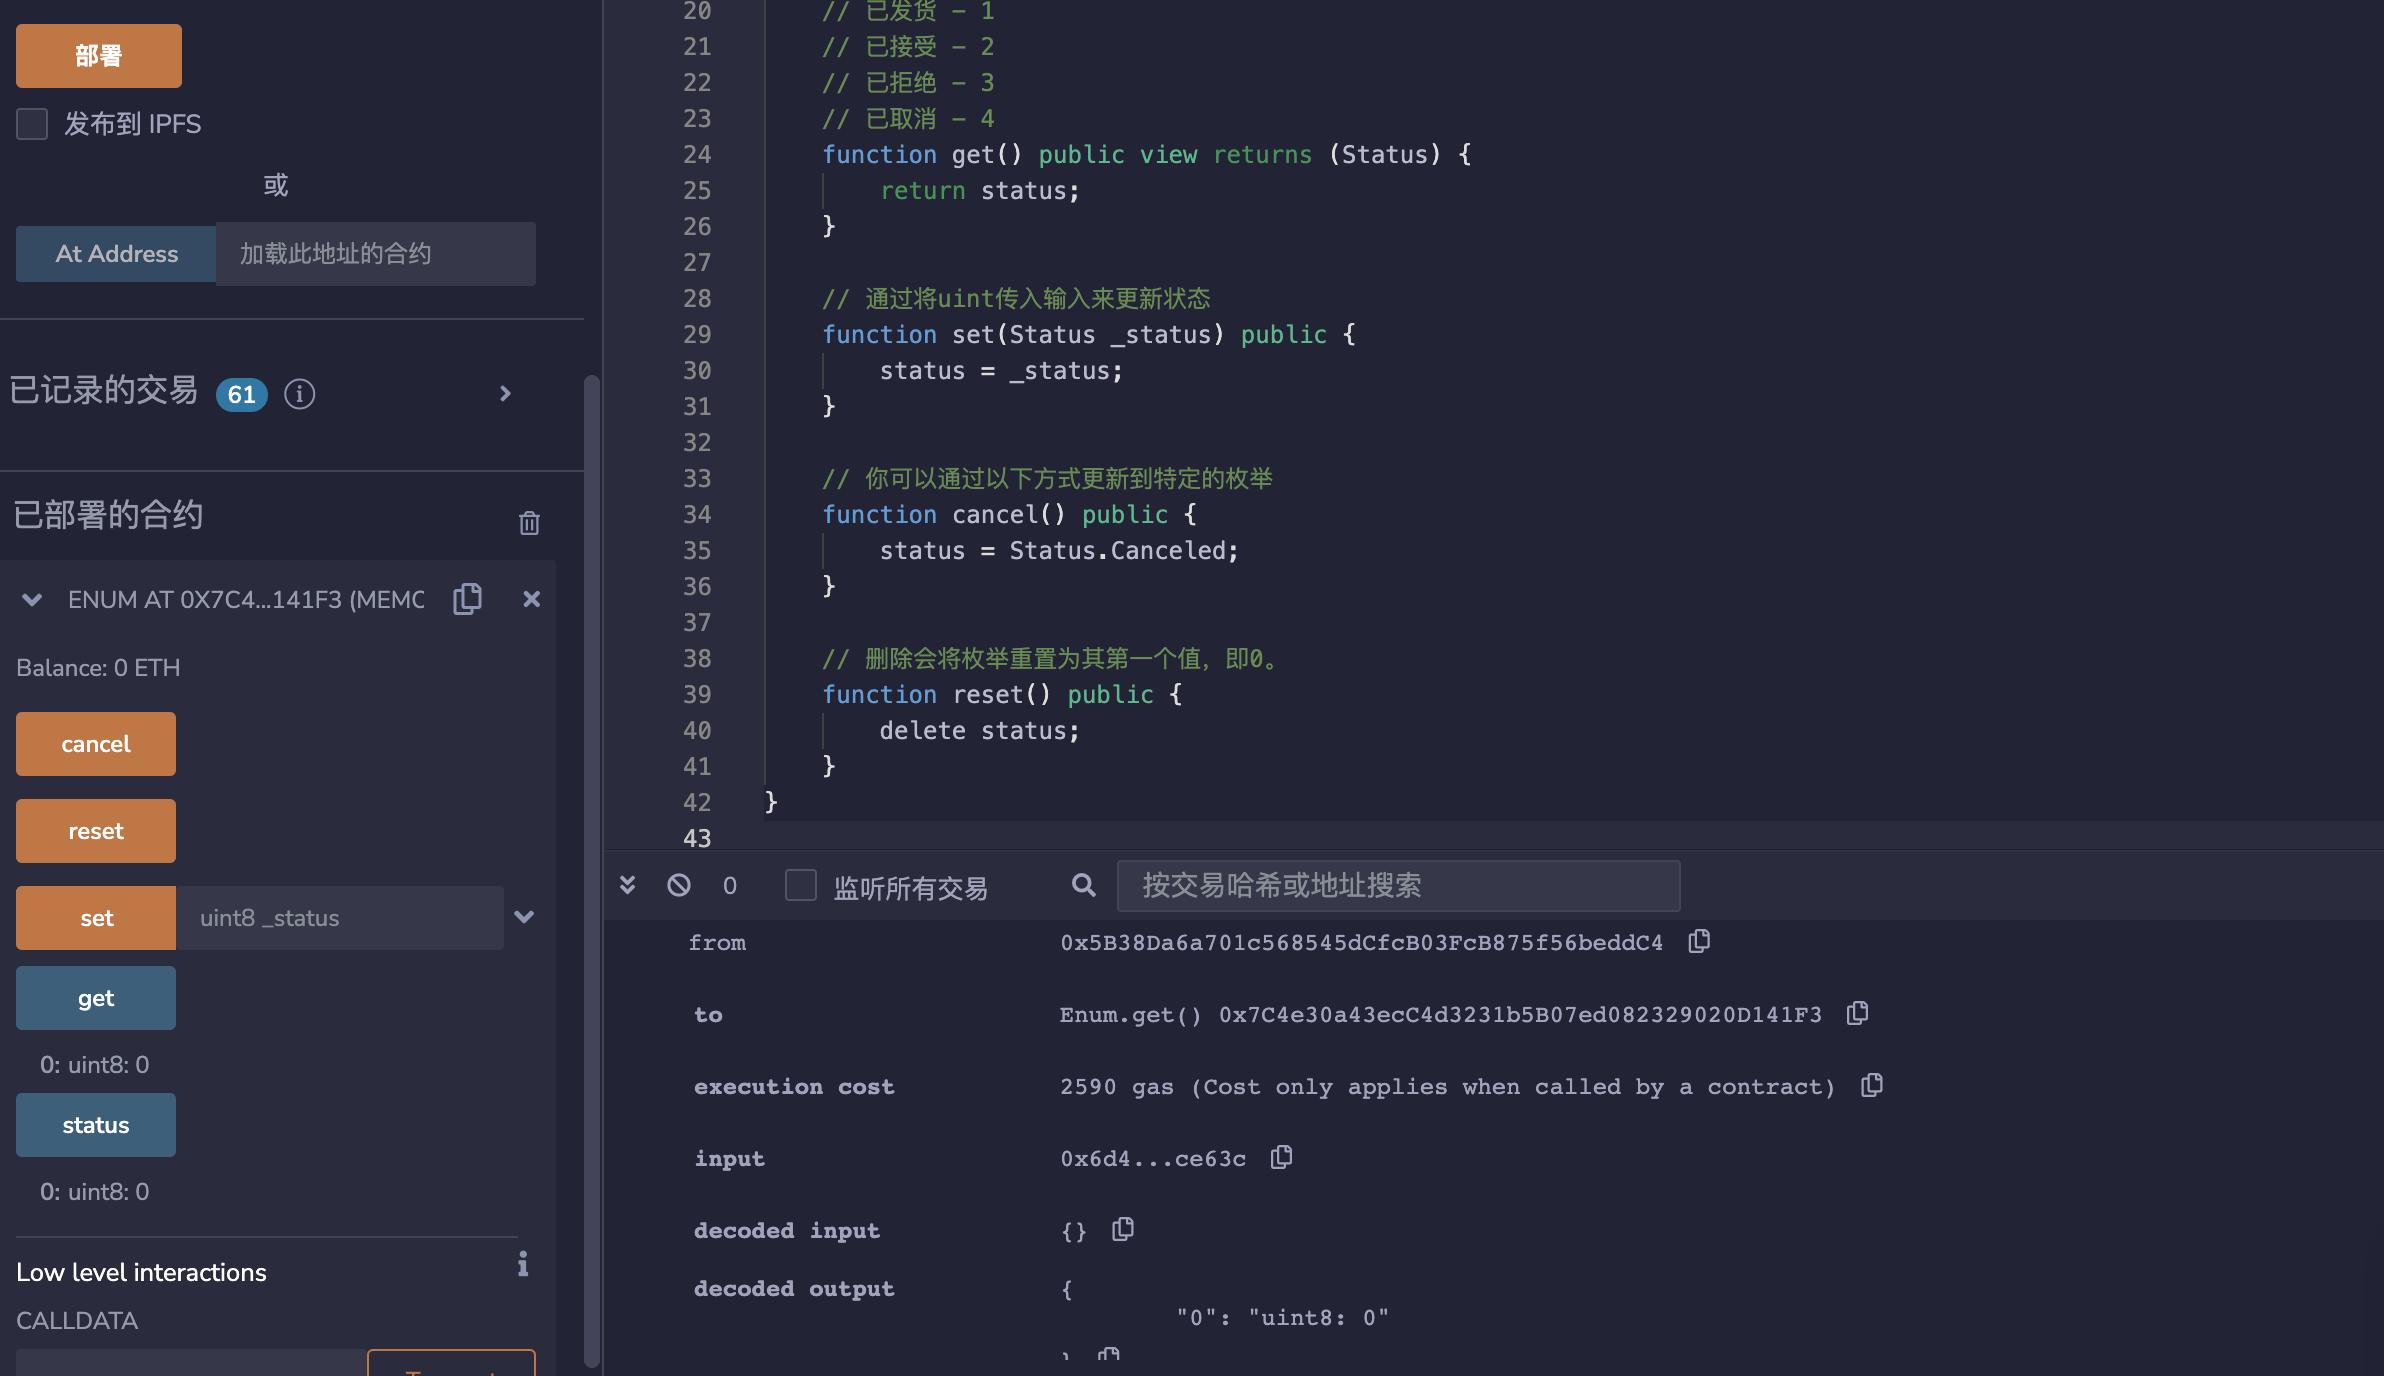 部署
发布到 IPFS
或
At Address
加载此地址的合约
已记录的交易 61
已部署的合约
ENUM AT 0X7C4...141F3 (MEMC
Balance: 0 ETH
cancel
reset
set
uint8 _status
get
0: uint8: 0
status
0: uint8: 0
Low level interactions
CALLDATA
20 // 已发货 – 1
21 // 已接受 – 2
22 // 已拒绝 – 3
23 // 已取消 – 4
24 function get() public view returns (Status) {
25 return status;
26 }
27
28 // 通过将uint传入输入来更新状态
29 function set(Status _status) public {
30 status = _status;
31 }
32
33 // 你可以通过以下方式更新到特定的枚举
34 function cancel() public {
35 status = Status.Canceled;
36 }
37
38 // 删除会将枚举重置为其第一个值，即0。
39 function reset() public {
40 delete status;
41 }
42 }
43
0 监听所有交易 按交易哈希或地址搜索
from 0x5B38Da6a701c568545dCfcB03FcB875f56beddC4
to Enum.get() 0x7C4e30a43ecC4d3231b5B07ed082329020D141F3
execution cost 2590 gas (Cost only applies when called by a contract)
input 0x6d4...ce63c
decoded input {}
decoded output {
"0": "uint8: 0"
}